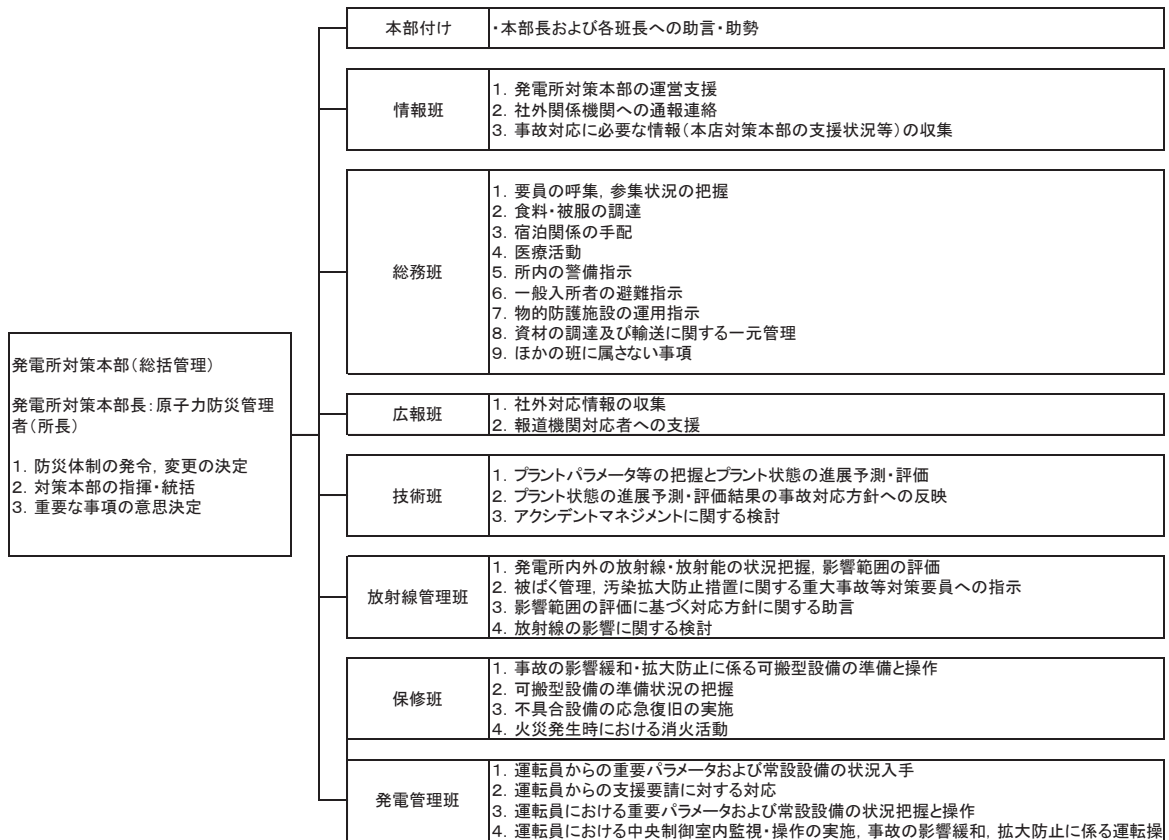 発電所対策本部(総括管理)
発電所対策本部長:原子力防災管理
者(所長)
1. 防災体制の発令, 変更の決定
2. 対策本部の指揮・統括
3. 重要な事項の意思決定
本部付け
・本部長および各班長への助言・助勢
情報班
1. 発電所対策本部の運営支援
2. 社外関係機関への通報連絡
3. 事故対応に必要な情報(本店対策本部の支援状況等)の収集
総務班
1. 要員の呼集, 参集状況の把握
2. 食料・被服の調達
3. 宿泊関係の手配
4. 医療活動
5. 所内の警備指示
6. 一般入所者の避難指示
7. 物的防護施設の運用指示
8. 資材の調達及び輸送に関する一元管理
9. ほかの班に属さない事項
広報班
1. 社外対応情報の収集
2. 報道機関対応者への支援
技術班
1. プラントパラメータ等の把握とプラント状態の進展予測・評価
2. プラント状態の進展予測・評価結果の事故対応方針への反映
3. アクシデントマネジメントに関する検討
放射線管理班
1. 発電所内外の放射線・放射能の状況把握, 影響範囲の評価
2. 被ばく管理, 汚染拡大防止措置に関する重大事故等対策要員への指示
3. 影響範囲の評価に基づく対応方針に関する助言
4. 放射線の影響に関する検討
保修班
1. 事故の影響緩和・拡大防止に係る可搬型設備の準備と操作
2. 可搬型設備の準備状況の把握
3. 不具合設備の応急復旧の実施
4. 火災発生時における消火活動
発電管理班
1. 運転員からの重要パラメータおよび常設設備の状況入手
2. 運転員からの支援要請に対する対応
3. 運転員における重要パラメータおよび常設設備の状況把握と操作
4. 運転員における中央制御室内監視・操作の実施, 事故の影響緩和, 拡大防止に係る運転操